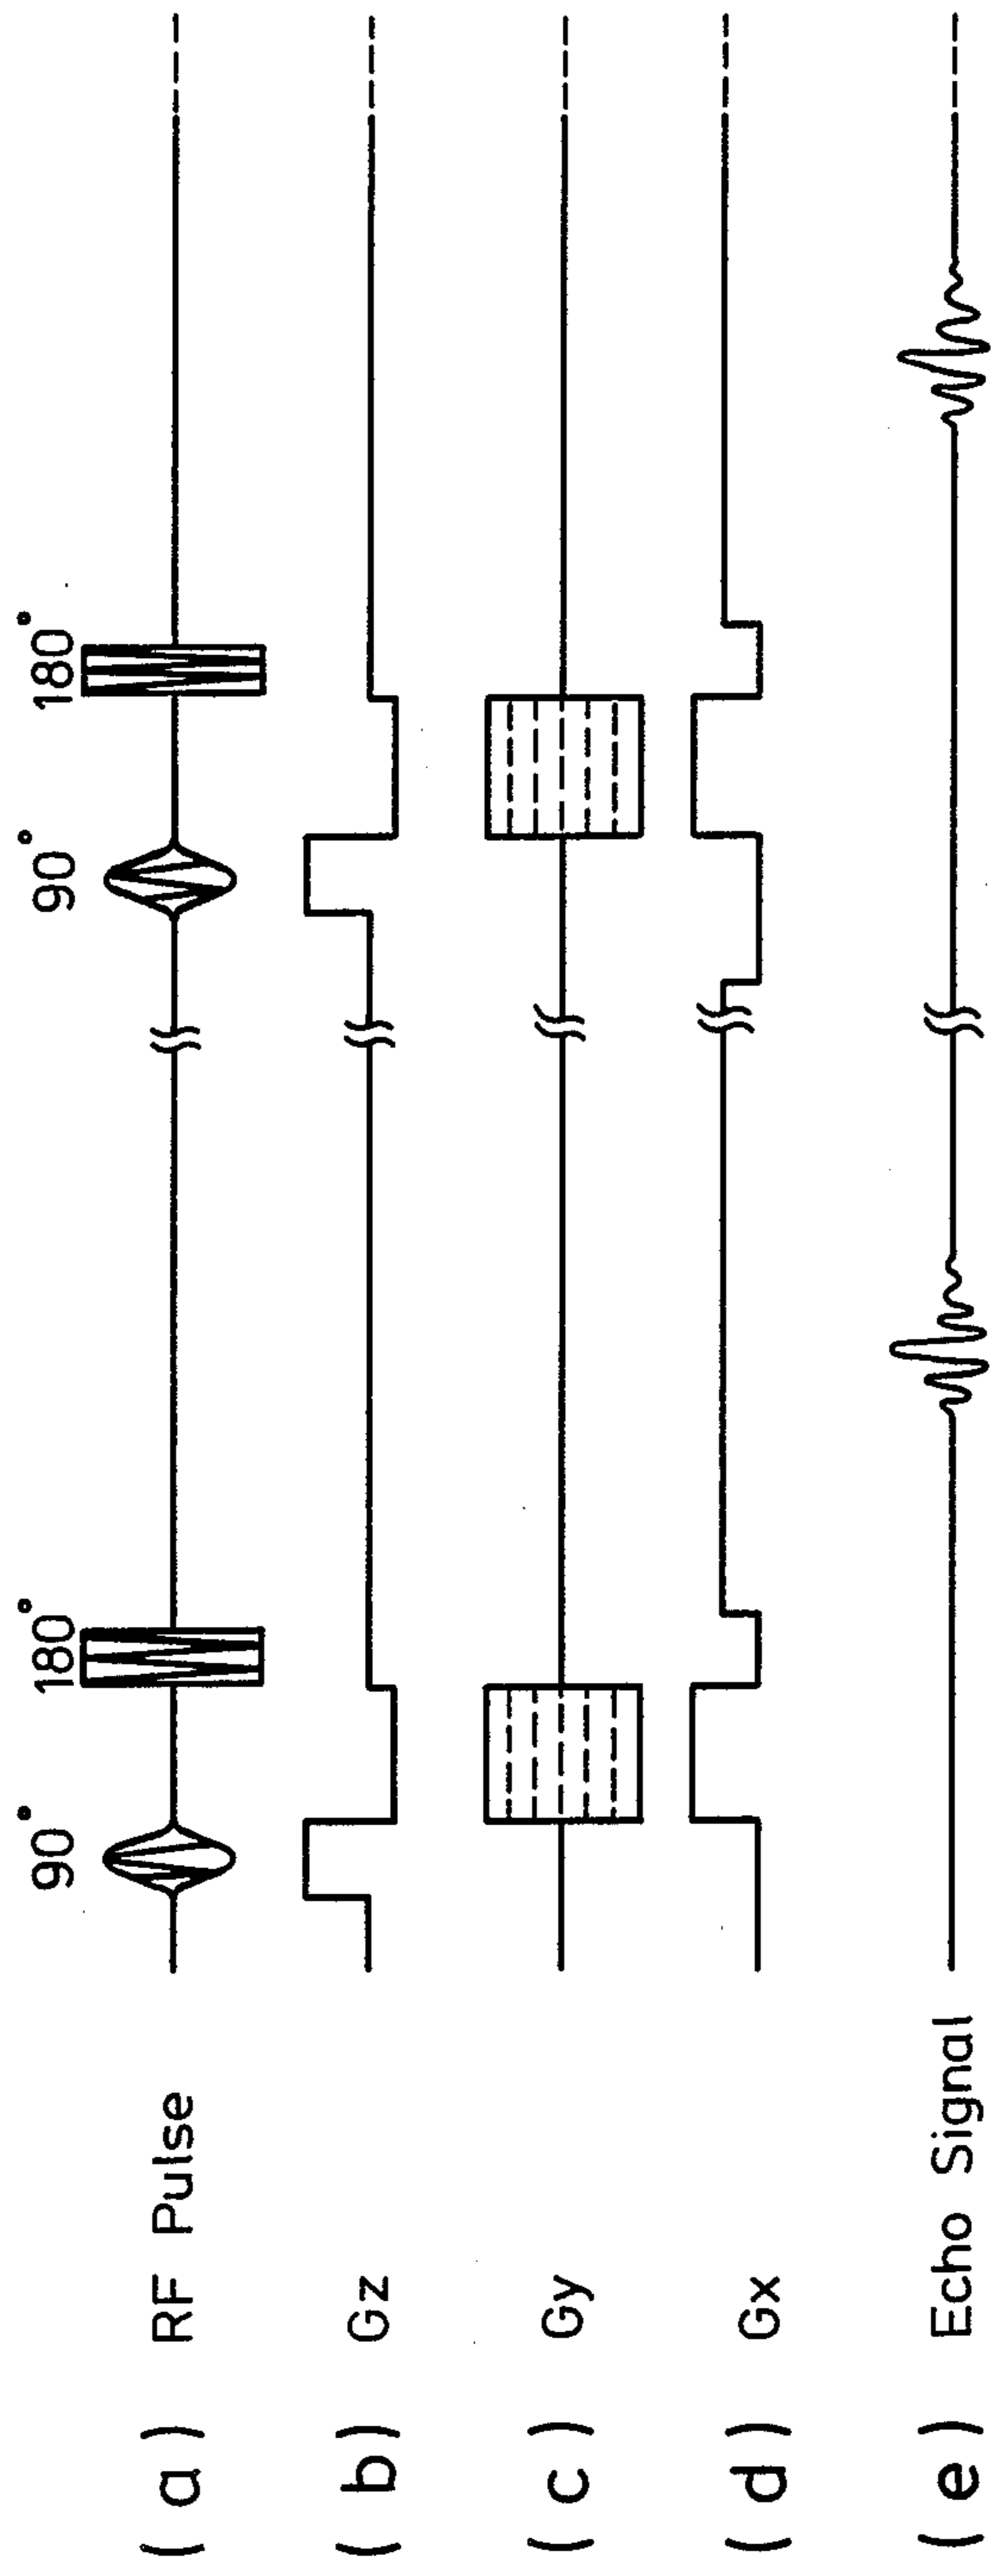 90° 180° 90° 180°
(a) RF Pulse
(b) Gz
(c) Gy
(d) Gx
(e) Echo Signal